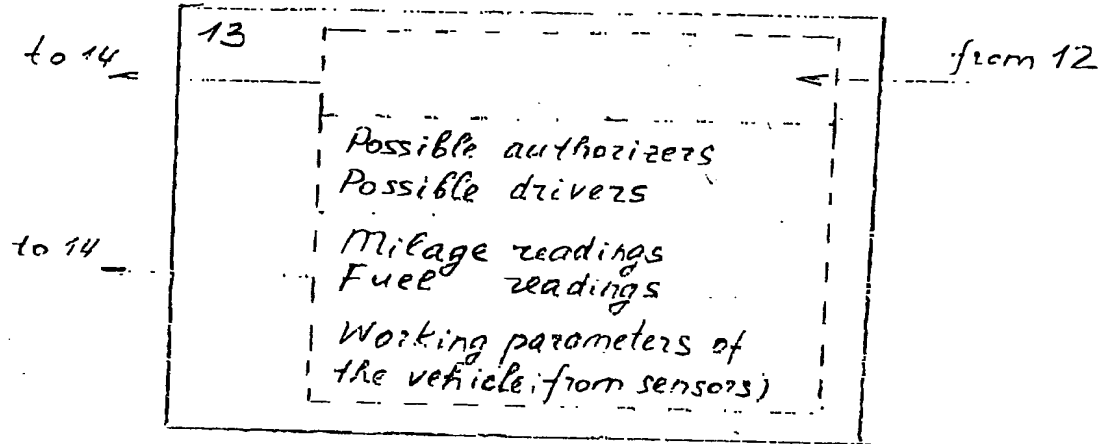 13
to 14
from 12
Possible authorizers
Possible drivers
Milage readings
to 14
Fuel readings
Working parameters of
the vehicle (from sensors)